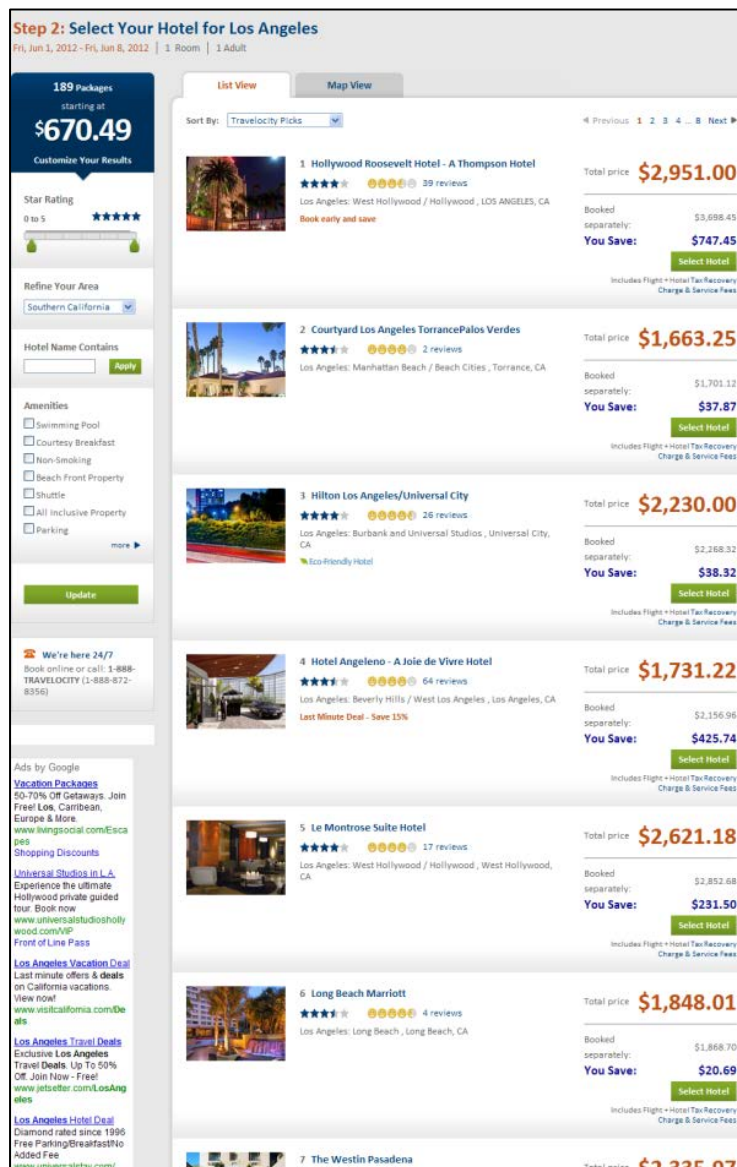 Step 2: Select Your Hotel for Los Angeles
Fri, Jun 1, 2012 - Fri, Jun 8, 2012 | 1 Room | 1 Adult
189 Packages
starting at
$670.49
Customize Your Results
Star Rating
0 to 5
Refine Your Area
Southern California
Hotel Name Contains
Apply
Amenities
Swimming Pool
Courtesy Breakfast
Non-Smoking
Beach Front Property
Shuttle
All Inclusive Property
Parking
more
Update
We're here 24/7
Book online or call: 1-888-
TRAVELOCITY (1-888-872-
8356)
Ads by Google
Vacation Packages
50-70% Off Getaways. Join
Free! Los, Carribean,
Europe & More.
www.livingsocial.com/Esca
pes
Shopping Discounts
Universal Studios in L.A.
Experience the ultimate
Hollywood private guided
tour. Book now
www.universalstudiosholly
wood.com/VIP
Front of Line Pass
Los Angeles Vacation Deal
Last minute offers & deals
on California vacations.
View now!
www.visitcalifornia.com/De
als
Los Angeles Travel Deals
Exclusive Los Angeles
Travel Deals. Up To 50%
Off. Join Now - Free!
www.jetsetter.com/LosAng
eles
Los Angeles Hotel Deal
Diamond rated since 1996
Free Parking/Breakfast/No
Added Fee
www.universalstay.com/
List View
Map View
Sort By: Travelocity Picks
Previous 1 2 3 4 ... 8 Next
1 Hollywood Roosevelt Hotel - A Thompson Hotel
39 reviews
Los Angeles: West Hollywood / Hollywood , LOS ANGELES, CA
Book early and save
Total price $2,951.00
Booked
separately: $3,698.45
You Save: $747.45
Select Hotel
Includes Flight + Hotel Tax Recovery
Charge & Service Fees
2 Courtyard Los Angeles TorrancePalos Verdes
2 reviews
Los Angeles: Manhattan Beach / Beach Cities , Torrance, CA
Total price $1,663.25
Booked
separately: $1,701.12
You Save: $37.87
Select Hotel
Includes Flight + Hotel Tax Recovery
Charge & Service Fees
3 Hilton Los Angeles/Universal City
26 reviews
Los Angeles: Burbank and Universal Studios , Universal City,
CA
Eco-Friendly Hotel
Total price $2,230.00
Booked
separately: $2,268.32
You Save: $38.32
Select Hotel
Includes Flight + Hotel Tax Recovery
Charge & Service Fees
4 Hotel Angeleno - A Joie de Vivre Hotel
64 reviews
Los Angeles: Beverly Hills / West Los Angeles , Los Angeles, CA
Last Minute Deal - Save 15%
Total price $1,731.22
Booked
separately: $2,156.96
You Save: $425.74
Select Hotel
Includes Flight + Hotel Tax Recovery
Charge & Service Fees
5 Le Montrose Suite Hotel
17 reviews
Los Angeles: West Hollywood / Hollywood , West Hollywood,
CA
Total price $2,621.18
Booked
separately: $2,852.68
You Save: $231.50
Select Hotel
Includes Flight + Hotel Tax Recovery
Charge & Service Fees
6 Long Beach Marriott
4 reviews
Los Angeles: Long Beach , Long Beach, CA
Total price $1,848.01
Booked
separately: $1,868.70
You Save: $20.69
Select Hotel
Includes Flight + Hotel Tax Recovery
Charge & Service Fees
7 The Westin Pasadena
Total price $2,335.97